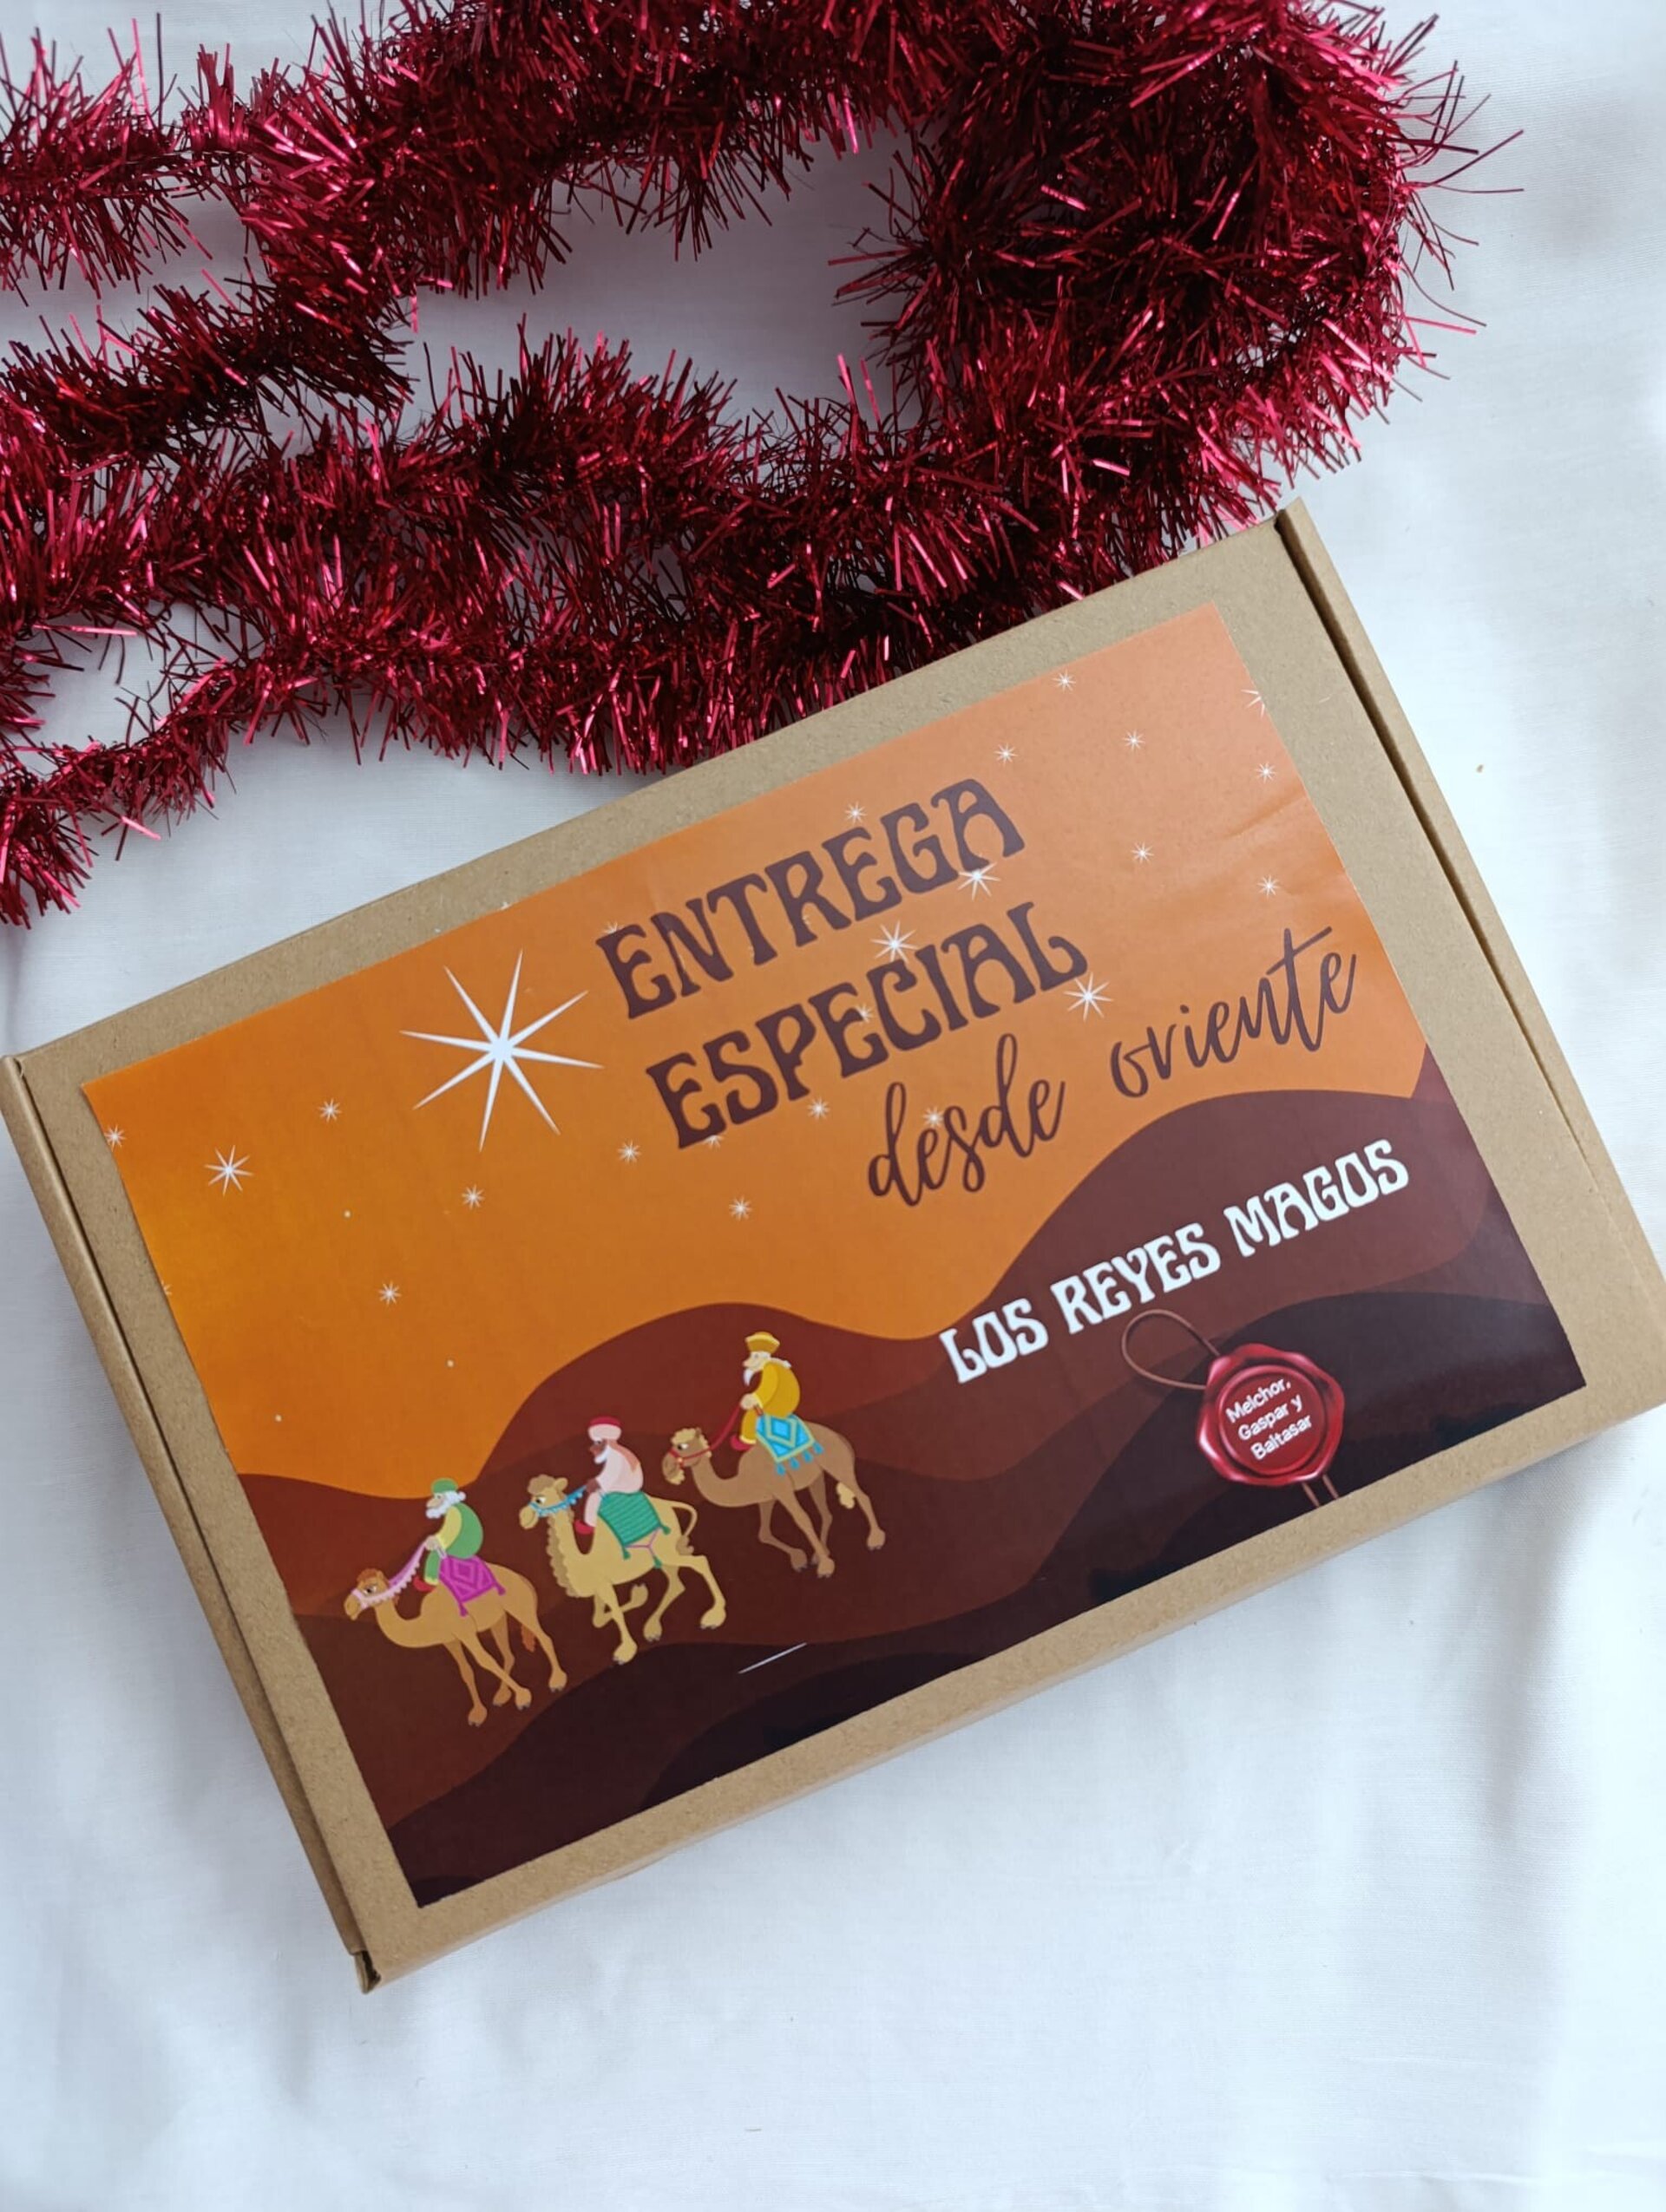 ENTREGA
ESPECIAL
desde oriente
LOS REYES MAGOS
Melchor,
Gaspar y
Baltasar